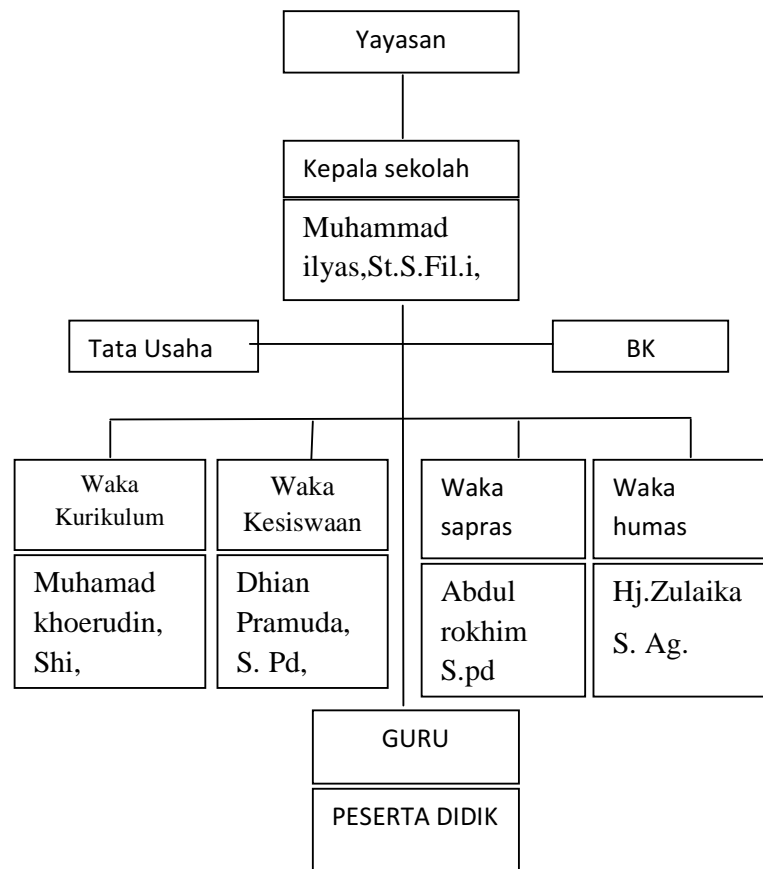 Yayasan
Kepala sekolah
Muhammad
ilyas,St.S.Fil.i,
Tata Usaha
BK
Waka
Kurikulum
Muhamad
khoerudin,
Shi,
Waka
Kesiswaan
Dhian
Pramuda,
S. Pd,
Waka
sapras
Abdul
rokhim
S.pd
Waka
humas
Hj.Zulaika
S. Ag.
GURU
PESERTA DIDIK